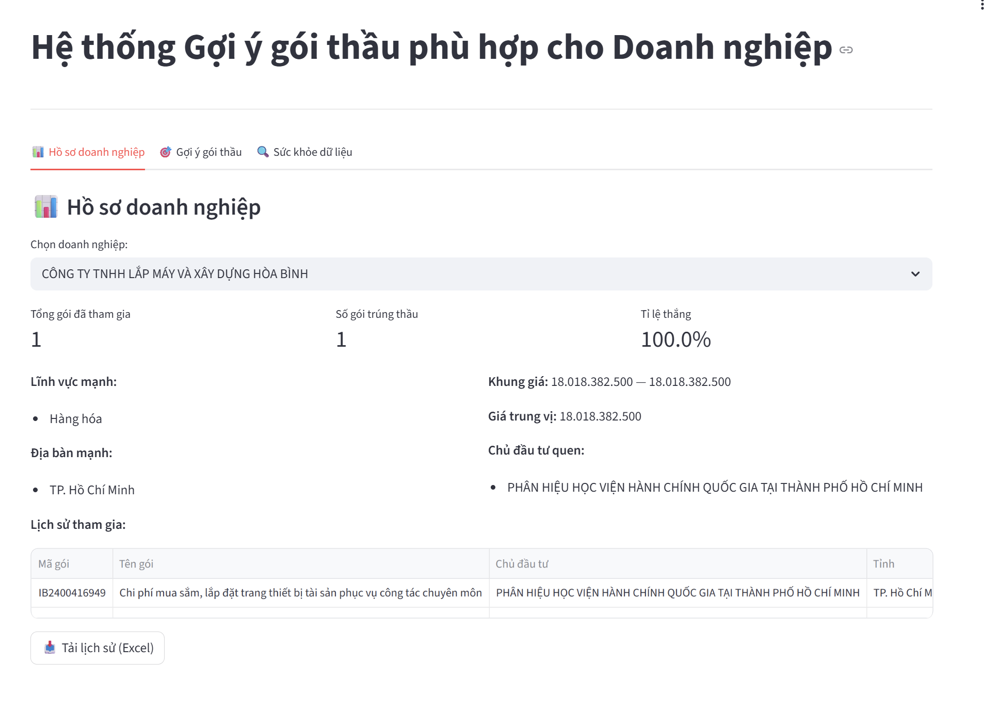 Hệ thống Gợi ý gói thầu phù hợp cho Doanh nghiệp
Hồ sơ doanh nghiệp Gợi ý gói thầu Sức khỏe dữ liệu
Hồ sơ doanh nghiệp
Chọn doanh nghiệp:
CÔNG TY TNHH LẮP MÁY VÀ XÂY DỰNG HÒA BÌNH
Tổng gói đã tham gia Số gói trúng thầu Tỉ lệ thắng
1 1 100.0%
Lĩnh vực mạnh:
Hàng hóa
Địa bàn mạnh:
TP. Hồ Chí Minh
Khung giá: 18.018.382.500 — 18.018.382.500
Giá trung vị: 18.018.382.500
Chủ đầu tư quen:
PHÂN HIỆU HỌC VIỆN HÀNH CHÍNH QUỐC GIA TẠI THÀNH PHỐ HỒ CHÍ MINH
Lịch sử tham gia:
Mã gói Tên gói Chủ đầu tư Tỉnh
IB2400416949 Chi phí mua sắm, lắp đặt trang thiết bị tài sản phục vụ công tác chuyên môn PHÂN HIỆU HỌC VIỆN HÀNH CHÍNH QUỐC GIA TẠI THÀNH PHỐ HỒ CHÍ MINH TP. Hồ Chí M
Tải lịch sử (Excel)